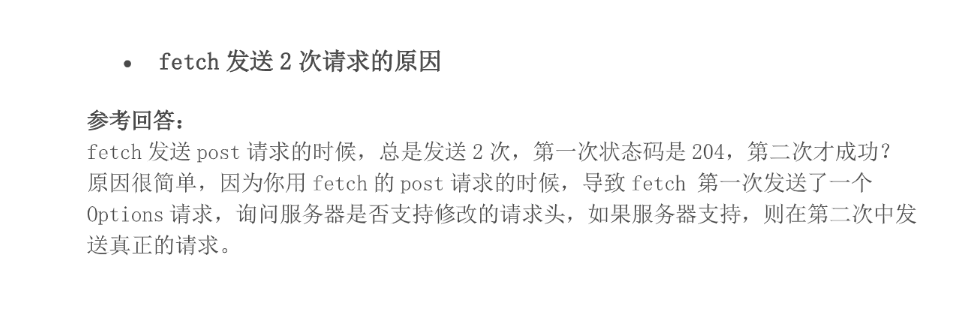 • fetch 发送 2 次请求的原因
参考回答：
fetch 发送 post 请求的时候，总是发送 2 次，第一次状态码是 204，第二次才成功？
原因很简单，因为你用 fetch 的 post 请求的时候，导致 fetch 第一次发送了一个
Options 请求，询问服务器是否支持修改的请求头，如果服务器支持，则在第二次中发
送真正的请求。